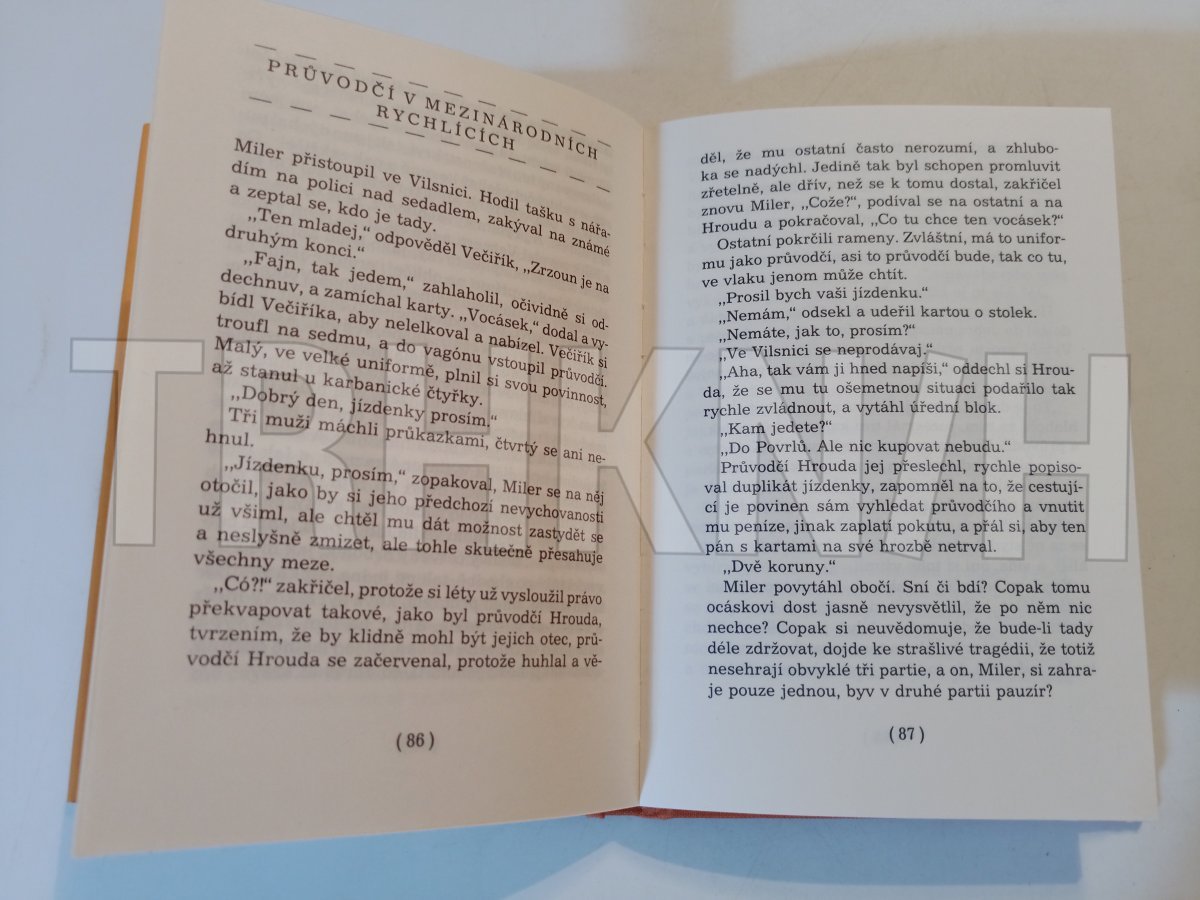 PRŮVODČÍ V MEZINÁRODNÍCH
RYCHLÍCÍCH
Miler přistoupil ve Vilsnici. Hodil tašku s nářa-
dím na polici nad sedadlem, zakýval na známé
a zeptal se, kdo je tady.
„Ten mladej,“ odpověděl Večiřík, „Zrzoun je na
druhým konci.“
„Fajn, tak jedem,“ zahlaholil, očividně si od-
dechnuv, a zamíchal karty. „Vocásek,“ dodal a vy-
bídl Večiříka, aby nelelkoval a nabízel. Večiřík si
troufl na sedmu, a do vagónu vstoupil průvodčí.
Malý, ve velké uniformě, plnil si svou povinnost,
až stanul u karbanické čtyřky.
„Dobrý den, jízdenky prosím.“
Tři muži máchli průkazkami, čtvrtý se ani ne-
hnul.
„Jízdenku, prosím,“ zopakoval, Miler se na něj
otočil, jako by si jeho předchozí nevychovanosti
už všiml, ale chtěl mu dát možnost zastydět se
a neslyšně zmizet, ale tohle skutečně přesahuje
všechny meze.
„Có?!“ zakřičel, protože si léty už vysloužil právo
překvapovat takové, jako byl průvodčí Hrouda,
tvrzením, že by klidně mohl být jejich otec, prů-
vodčí Hrouda se začervenal, protože huhlal a vě-
(86)
děl, že mu ostatní často nerozumí, a zhlubo-
ka se nadýchl. Jedině tak byl schopen promluvit
zřetelně, ale dřív, než se k tomu dostal, zakřičel
znovu Miler, „Cože?“, podíval se na ostatní a na
Hroudu a pokračoval, „Co tu chce ten vocásek?“
Ostatní pokrčili rameny. Zvláštní, má to unifor-
mu jako průvodčí, asi to průvodčí bude, tak co tu,
ve vlaku jenom může chtít.
„Prosil bych vaši jízdenku.“
„Nemám,“ odsekl a udeřil kartou o stolek.
„Nemáte, jak to, prosím?“
„Ve Vilsnici se neprodávaj.“
„Aha, tak vám ji hned napíši,“ oddechl si Hrou-
da, že se mu tu ošemetnou situaci podařilo tak
rychle zvládnout, a vytáhl úřední blok.
„Kam jedete?“
„Do Povrlů. Ale nic kupovat nebudu.“
Průvodčí Hrouda jej přeslechl, rychle popiso-
val duplikát jízdenky, zapomněl na to, že cestují-
cí je povinen sám vyhledat průvodčího a vnutit
mu peníze, jinak zaplatí pokutu, a přál si, aby ten
pán s kartami na své hrozbě netrval.
„Dvě koruny.“
Miler povytáhl obočí. Sní či bdí? Copak tomu
ocáskovi dost jasně nevysvětlil, že po něm nic
nechce? Copak si neuvědomuje, že bude-li tady
déle zdržovat, dojde ke strašlivé tragédii, že totiž
nesehrají obvyklé tři partie, a on, Miler, si zahra-
je pouze jednou, byv v druhé partii pauzír?
(87)
TRHKNIH